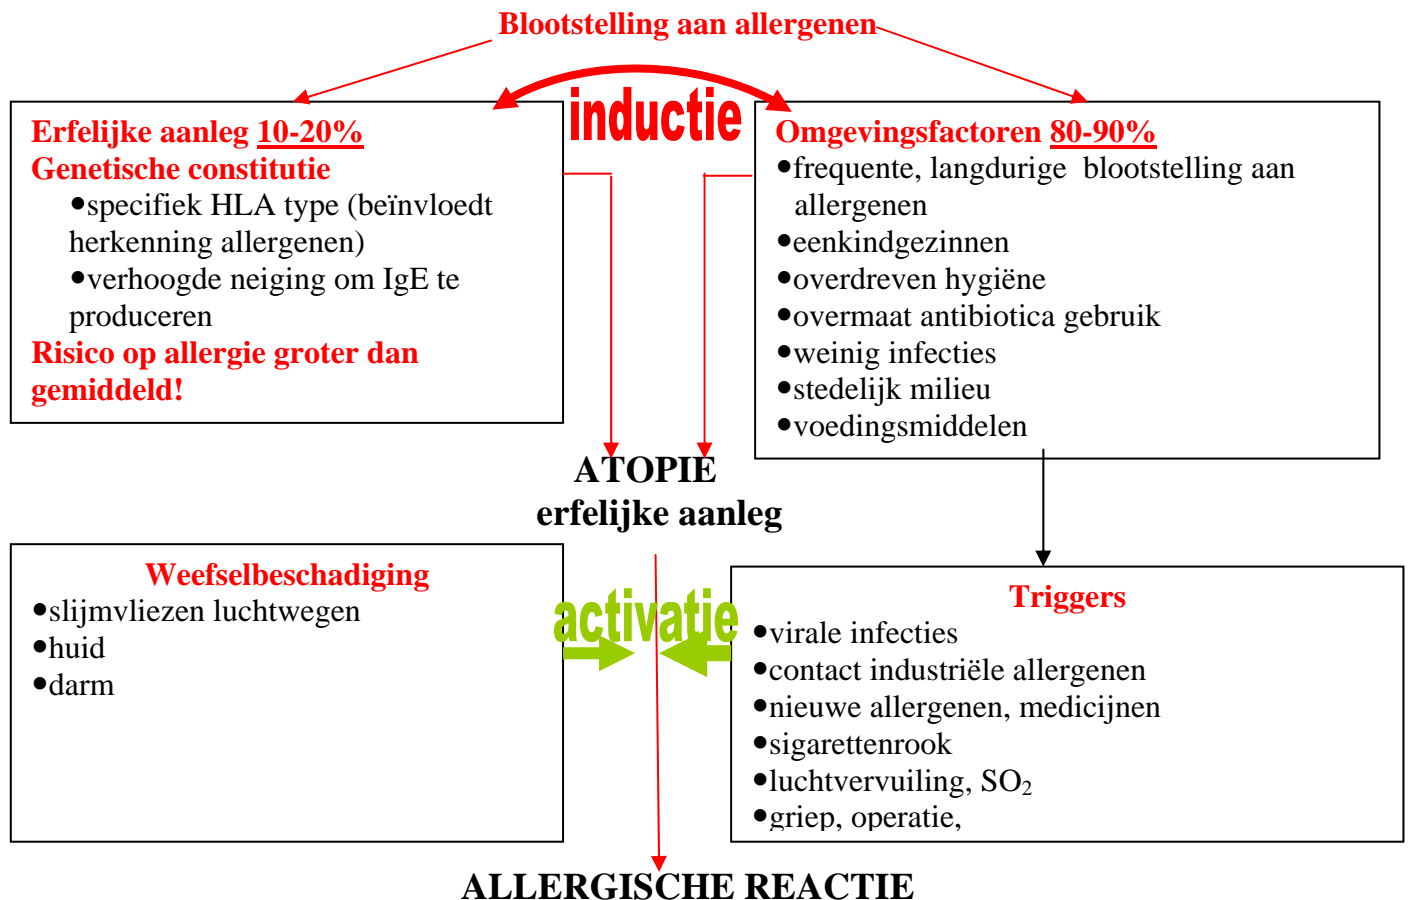 Blootstelling aan allergenen
inductie
Erfelijke aanleg 10-20%
Genetische constitutie
●specifiek HLA type (beïnvloedt
herkenning allergenen)
●verhoogde neiging om IgE te
produceren
Risico op allergie groter dan
gemiddeld!
Omgevingsfactoren 80-90%
●frequente, langdurige blootstelling aan
allergenen
●eenkindgezinnen
●overdreven hygiëne
●overmaat antibiotica gebruik
●weinig infecties
●stedelijk milieu
●voedingsmiddelen
ATOPIE
erfelijke aanleg
Weefselbeschadiging
●slijmvliezen luchtwegen
●huid
●darm
activatie
Triggers
●virale infecties
●contact industriële allergenen
●nieuwe allergenen, medicijnen
●sigarettenrook
●luchtvervuiling, SO₂
●griep, operatie,
ALLERGISCHE REACTIE